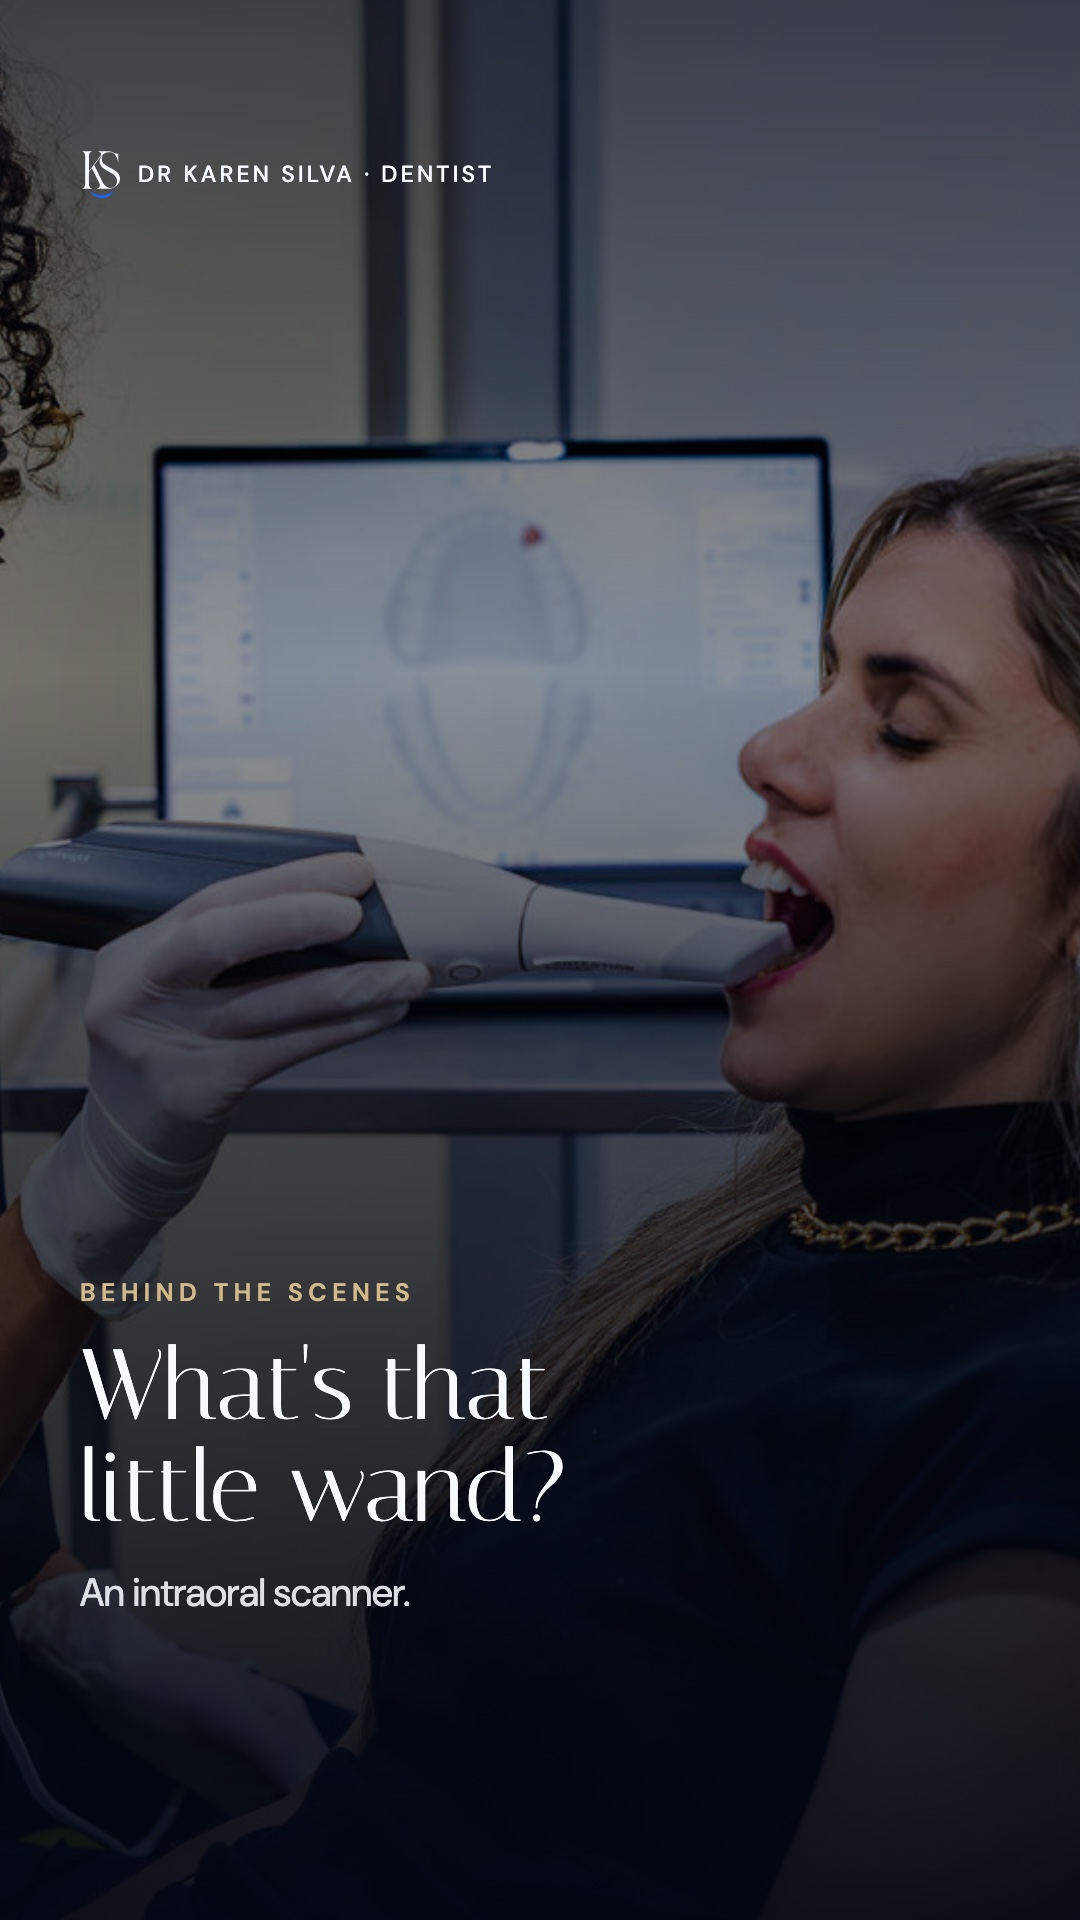 KS DR KAREN SILVA · DENTIST
BEHIND THE SCENES
What's that
little wand?
An intraoral scanner.